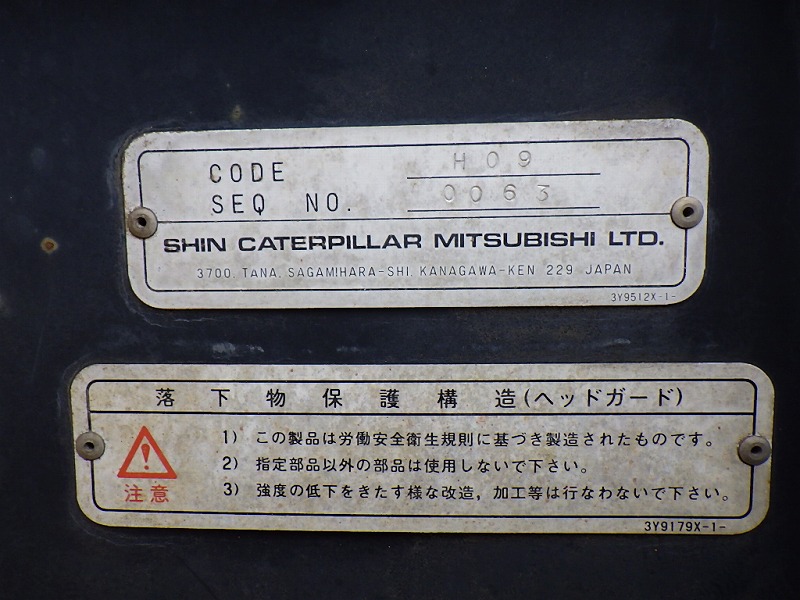 CODE H09
SEQ NO. 0063
SHIN CATERPILLAR MITSUBISHI LTD.
3700, TANA, SAGAMIHARA-SHI, KANAGAWA-KEN 229 JAPAN
3Y9512X-1-
落下物保護構造(ヘッドガード)
注意
1) この製品は労働安全衛生規則に基づき製造されたものです。
2) 指定部品以外の部品は使用しないで下さい。
3) 強度の低下をきたす様な改造，加工等は行なわないで下さい。
3Y9179X-1-